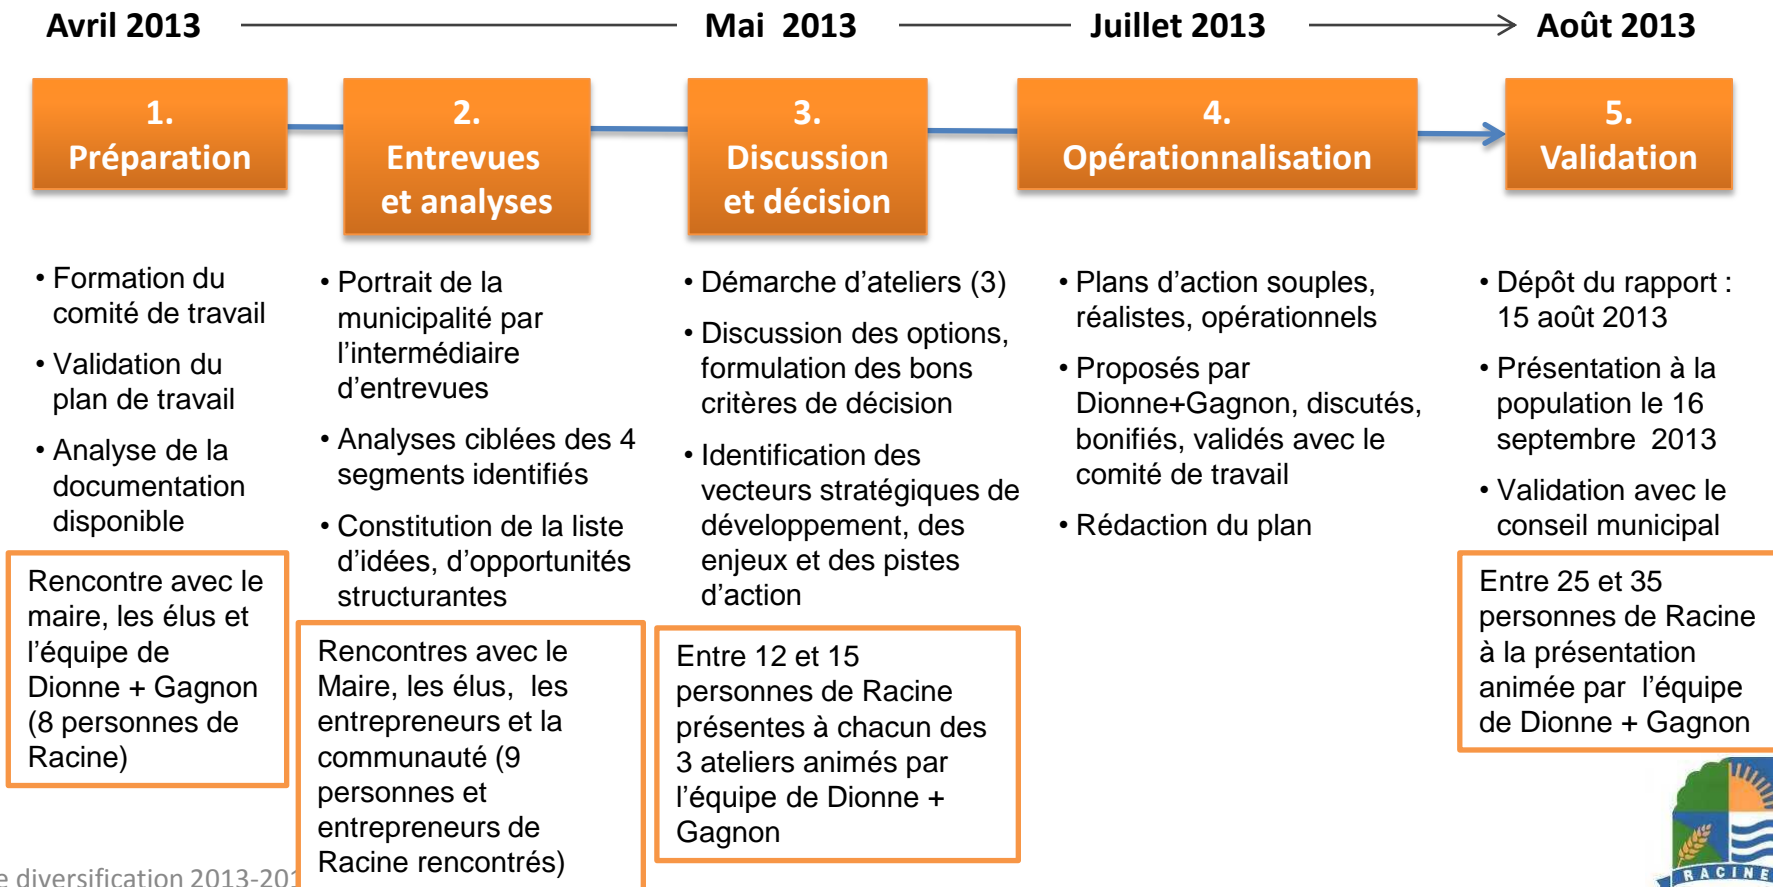 Avril 2013
Mai 2013
Juillet 2013
Août 2013
1.
Préparation
2.
Entrevues
et analyses
3.
Discussion
et décision
4.
Opérationnalisation
5.
Validation
• Formation du
comité de travail
• Validation du
plan de travail
• Analyse de la
documentation
disponible
Rencontre avec le
maire, les élus et
l’équipe de
Dionne + Gagnon
(8 personnes de
Racine)
• Portrait de la
municipalité par
l’intermédiaire
d’entrevues
• Analyses ciblées des 4
segments identifiés
• Constitution de la liste
d’idées, d’opportunités
structurantes
Rencontres avec le
Maire, les élus, les
entrepreneurs et la
communauté (9
personnes et
entrepreneurs de
Racine rencontrés)
• Démarche d’ateliers (3)
• Discussion des options,
formulation des bons
critères de décision
• Identification des
vecteurs stratégiques de
développement, des
enjeux et des pistes
d’action
Entre 12 et 15
personnes de Racine
présentes à chacun des
3 ateliers animés par
l’équipe de Dionne +
Gagnon
• Plans d’action souples,
réalistes, opérationnels
• Proposés par
Dionne+Gagnon, discutés,
bonifiés, validés avec le
comité de travail
• Rédaction du plan
• Dépôt du rapport :
15 août 2013
• Présentation à la
population le 16
septembre 2013
• Validation avec le
conseil municipal
Entre 25 et 35
personnes de Racine
à la présentation
animée par l’équipe
de Dionne + Gagnon
e diversification 2013-201
RACINE